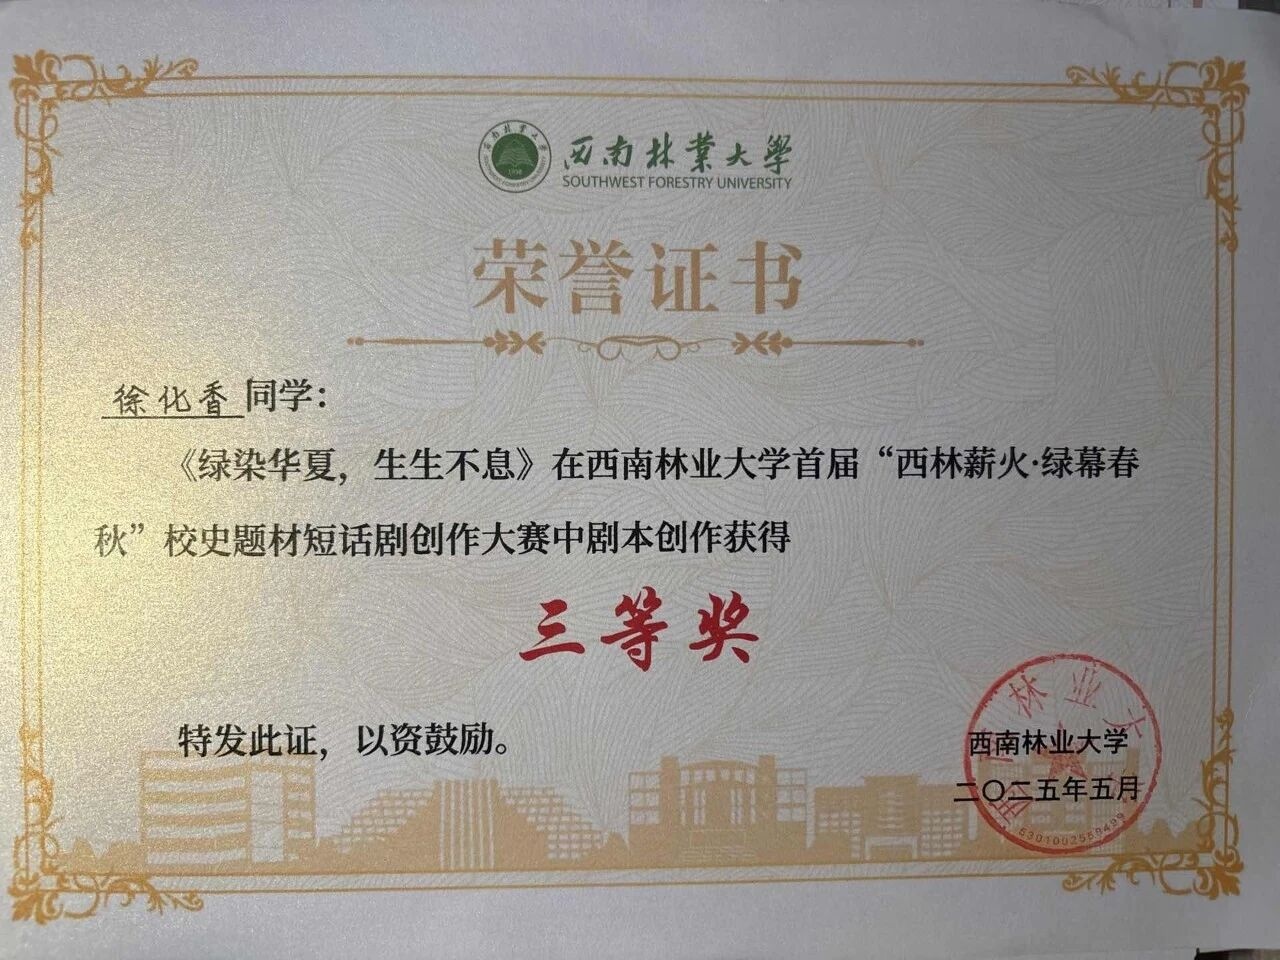 西南林业大学
SOUTHWEST FORESTRY UNIVERSITY
荣誉证书
徐化香同学：
《绿染华夏，生生不息》在西南林业大学首届“西林薪火·绿幕春
秋”校史题材短话剧创作大赛中剧本创作获得
三等奖
特发此证，以资鼓励。
西南林业大学
二〇二五年五月